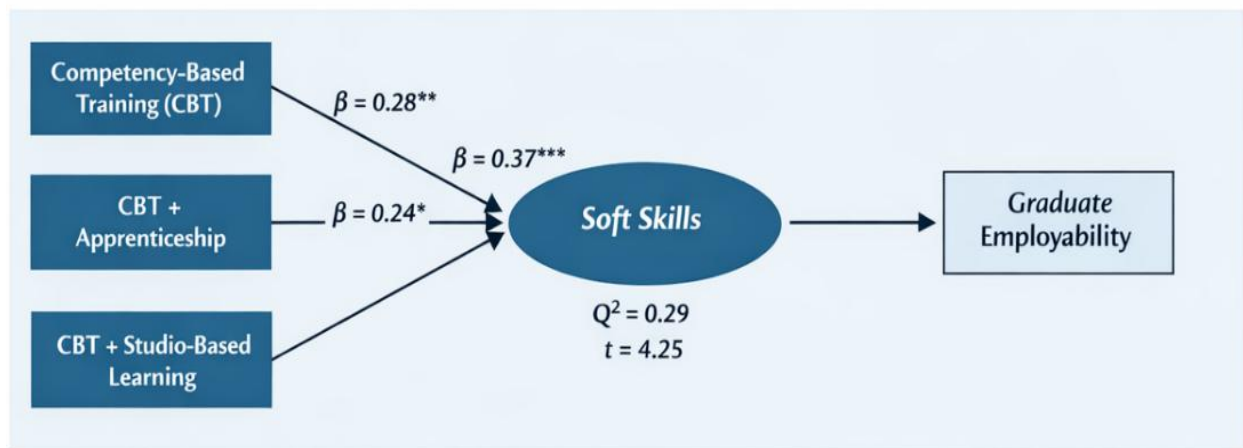 Competency-Based
Training (CBT)
β = 0.28**
β = 0.37***
CBT +
Apprenticeship
β = 0.24*
Soft Skills
Graduate
Employability
CBT + Studio-Based
Learning
Q² = 0.29
t = 4.25